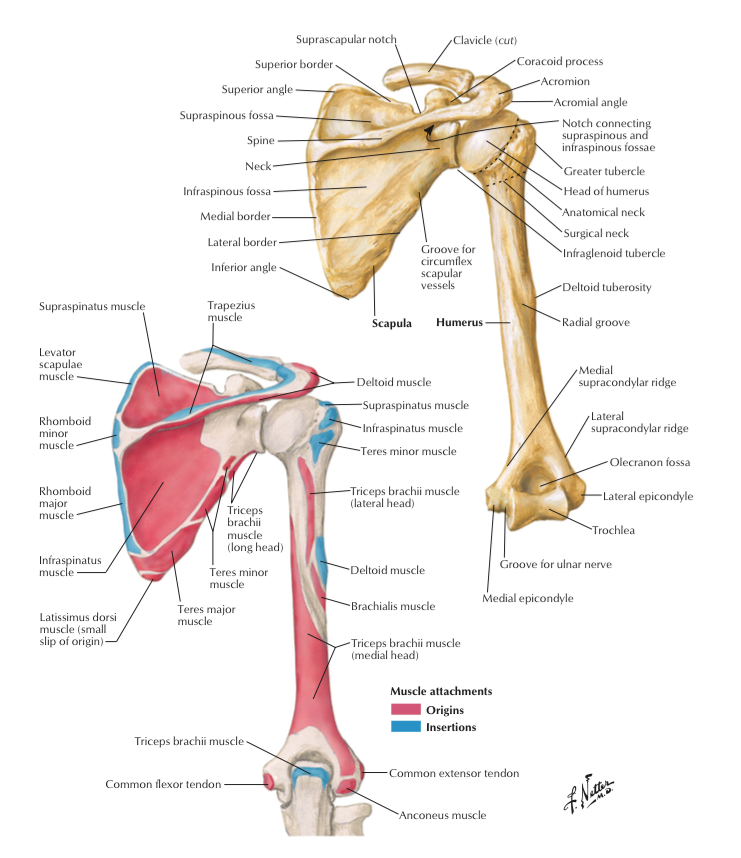 Suprascapular notch
Clavicle (cut)
Superior border
Coracoid process
Superior angle
Acromion
Supraspinous fossa
Acromial angle
Spine
Notch connecting
supraspinous and
infraspinous fossae
Neck
Greater tubercle
Infraspinous fossa
Head of humerus
Medial border
Anatomical neck
Lateral border
Surgical neck
Groove for
circumflex
scapular
vessels
Infraglenoid tubercle
Inferior angle
Deltoid tuberosity
Scapula
Humerus
Radial groove
Medial
supracondylar ridge
Lateral
supracondylar ridge
Olecranon fossa
Lateral epicondyle
Trochlea
Groove for ulnar nerve
Medial epicondyle
Supraspinatus muscle
Trapezius
muscle
Levator
scapulae
muscle
Deltoid muscle
Supraspinatus muscle
Rhomboid
minor
muscle
Infraspinatus muscle
Teres minor muscle
Rhomboid
major
muscle
Triceps brachii muscle
(lateral head)
Triceps
brachii
muscle
(long head)
Infraspinatus
muscle
Teres minor
muscle
Deltoid muscle
Teres major
muscle
Brachialis muscle
Latissimus dorsi
muscle (small
slip of origin)
Triceps brachii muscle
(medial head)
Muscle attachments
Origins
Insertions
Triceps brachii muscle
Common flexor tendon
Common extensor tendon
Anconeus muscle
F. Netter
M.D.